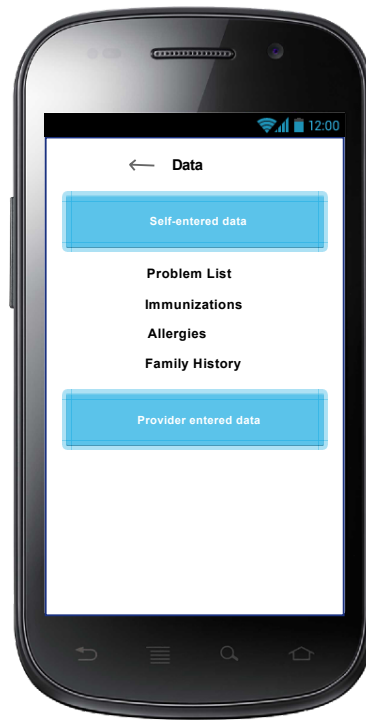 12:00
Data
Self-entered data
Problem List
Immunizations
Allergies
Family History
Provider entered data